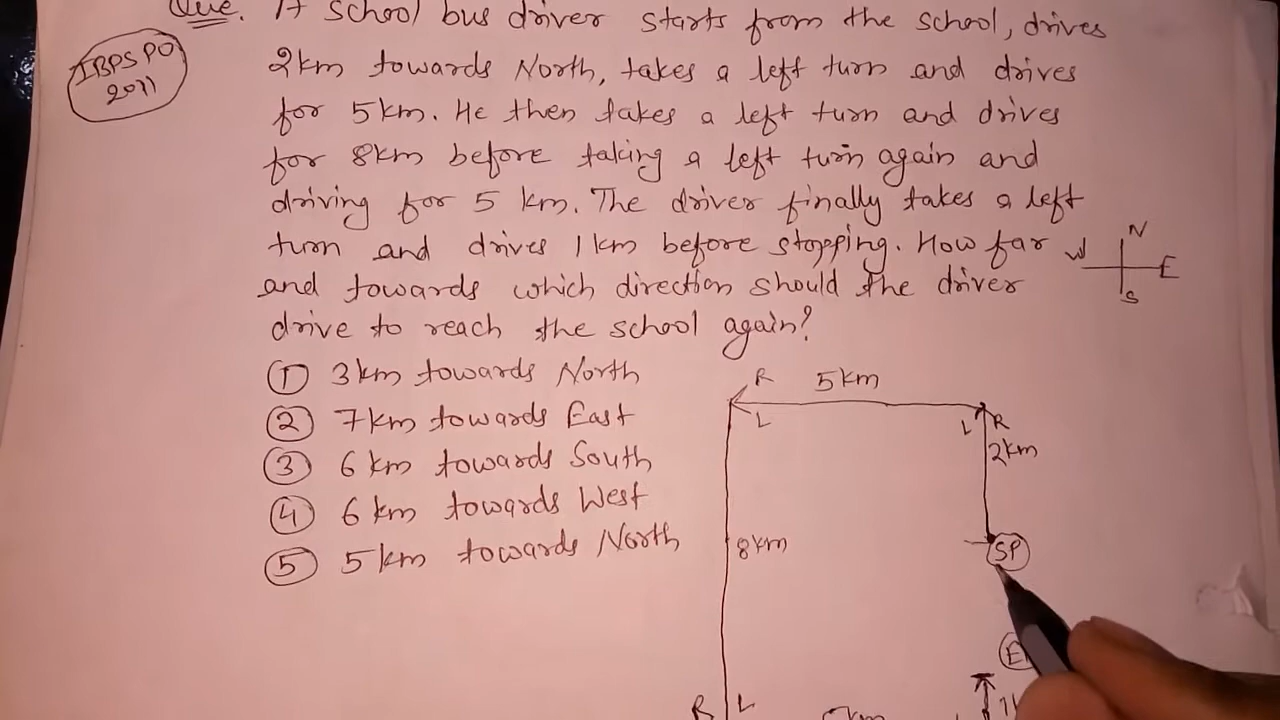 Que. A school bus driver starts from the school, drives
IBPS PO
2011
2km towards North, takes a left turn and drives
for 5km. He then takes a left turn and drives
for 8km before taking a left turn again and
driving for 5 km. The driver finally takes a left
turn and drives 1km before stopping. How far
and towards which direction should the driver
drive to reach the school again?
N
W E
S
① 3km towards North
② 7km towards East
③ 6km towards South
④ 6km towards West
⑤ 5km towards North
R 5km
L L R
2km
8km
SP
E
R L